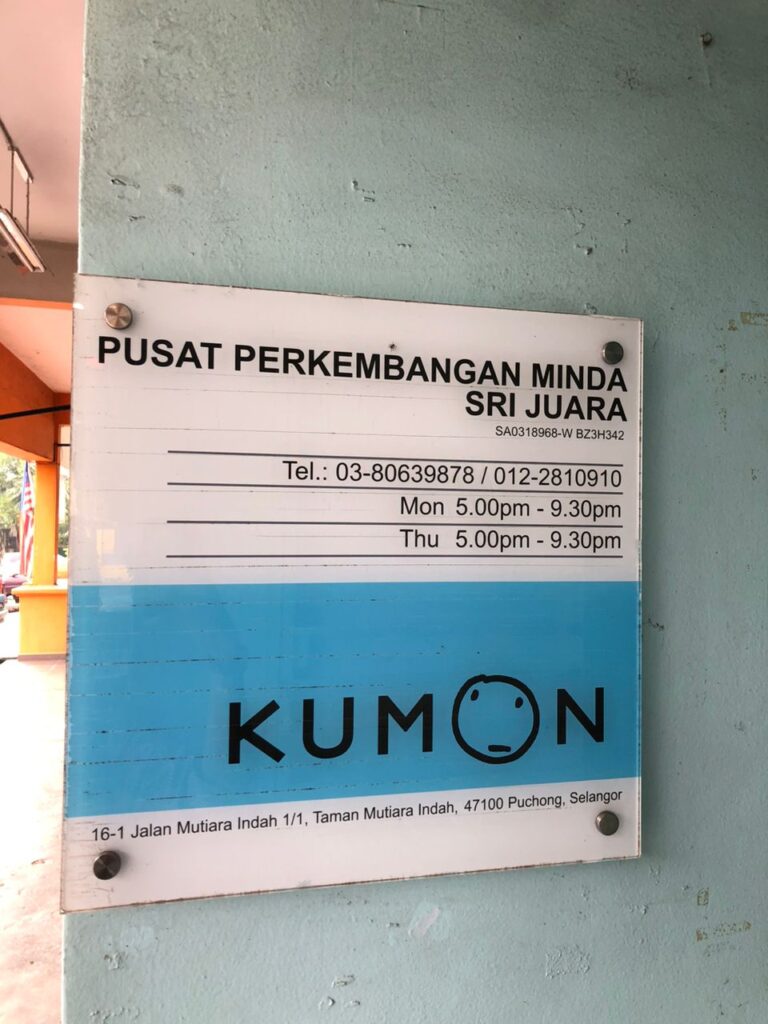 PUSAT PERKEMBANGAN MINDA
SRI JUARA
SA0318968-W BZ3H342
Tel.: 03-80639878 / 012-2810910
Mon 5.00pm - 9.30pm
Thu 5.00pm - 9.30pm
KUMON
16-1 Jalan Mutiara Indah 1/1, Taman Mutiara Indah, 47100 Puchong, Selangor